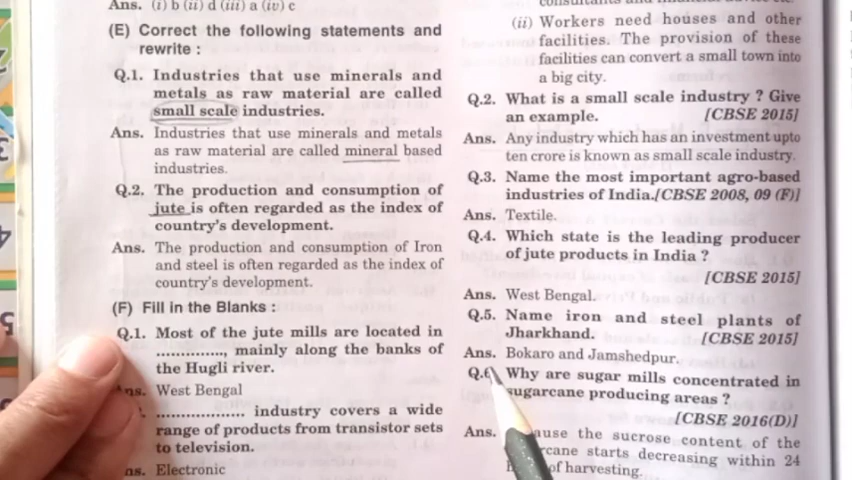 Ans. (i) b (ii) d (iii) a (iv) c
(E) Correct the following statements and
rewrite :
Q.1. Industries that use minerals and
metals as raw material are called
small scale industries.
Ans. Industries that use minerals and metals
as raw material are called mineral based
industries.
Q.2. The production and consumption of
jute is often regarded as the index of
country's development.
Ans. The production and consumption of Iron
and steel is often regarded as the index of
country's development.
(F) Fill in the Blanks :
Q.1. Most of the jute mills are located in
............., mainly along the banks of
the Hugli river.
Ans. West Bengal
................. industry covers a wide
range of products from transistor sets
to television.
Ans. Electronic
(ii) Workers need houses and other
facilities. The provision of these
facilities can convert a small town into
a big city.
Q.2. What is a small scale industry ? Give
an example. [CBSE 2015]
Ans. Any industry which has an investment upto
ten crore is known as small scale industry.
Q.3. Name the most important agro-based
industries of India.[CBSE 2008, 09 (F)]
Ans. Textile.
Q.4. Which state is the leading producer
of jute products in India ?
[CBSE 2015]
Ans. West Bengal.
Q.5. Name iron and steel plants of
Jharkhand. [CBSE 2015]
Ans. Bokaro and Jamshedpur.
Q.6 Why are sugar mills concentrated in
sugarcane producing areas ?
[CBSE 2016(D)]
Ans. ause the sucrose content of the
rcane starts decreasing within 24
of harvesting.